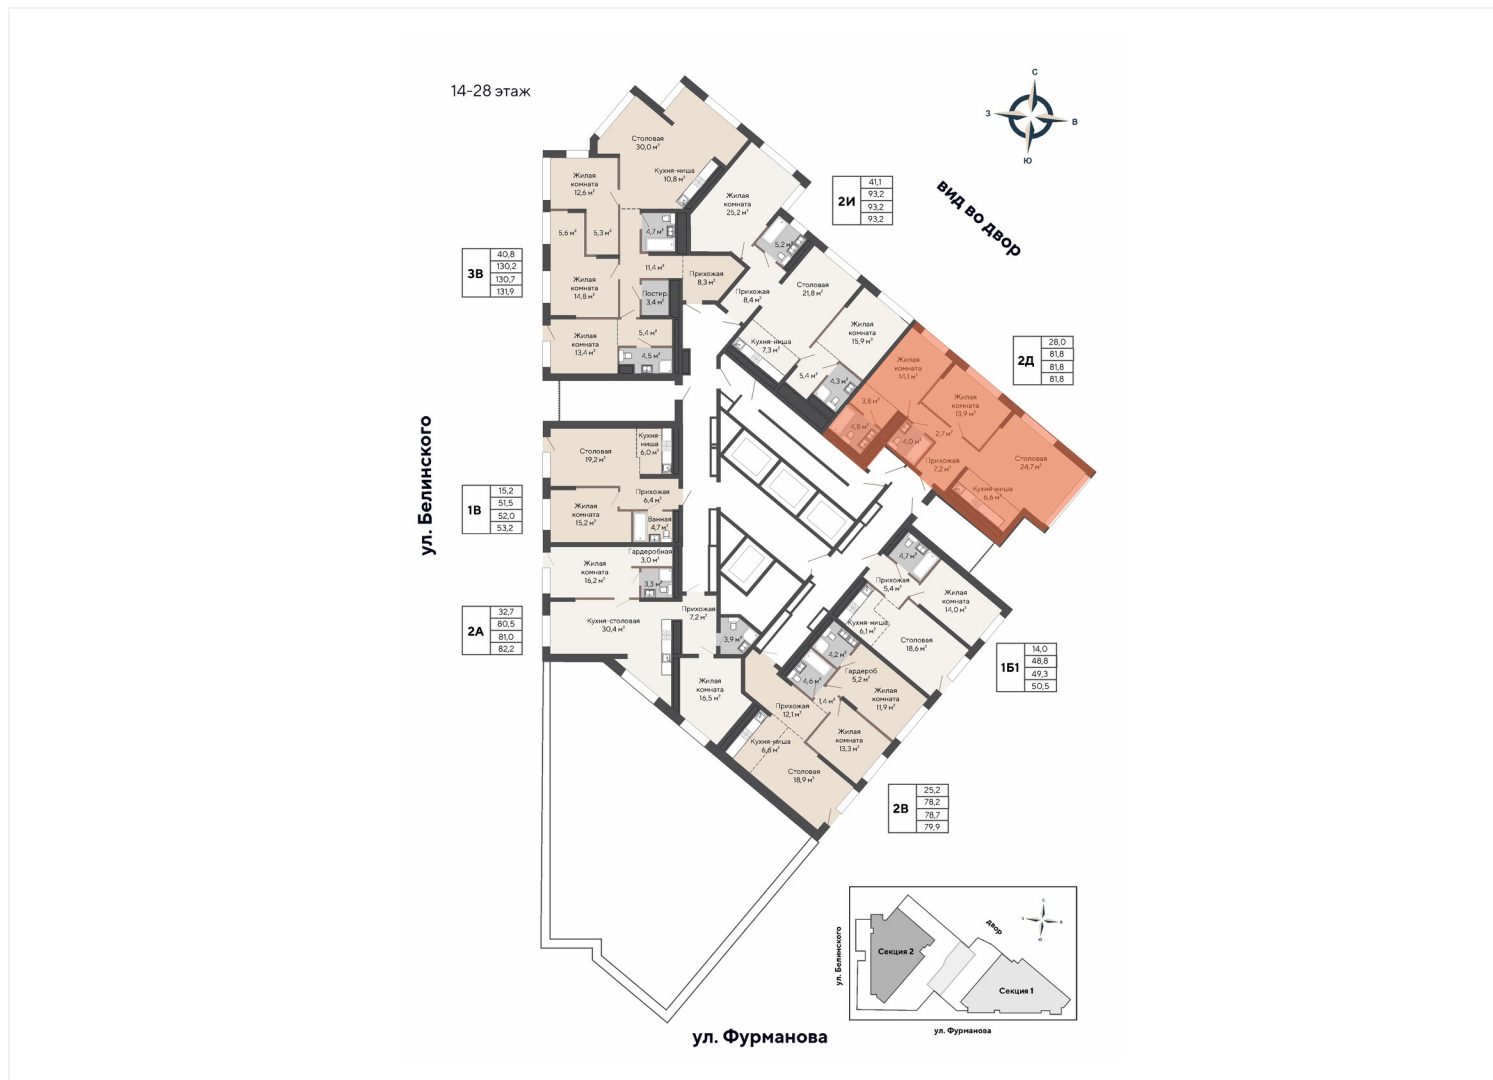 14-28 этаж
С
З
В
Ю
вид во двор
ул. Белинского
ул. Фурманова
3В
40,8
130,2
130,7
131,9
Столовая
30,0 м²
Кухня-ниша
10,8 м²
Жилая
комната
12,6 м²
5,6 м²
5,3 м²
4,7 м²
11,4 м²
Прихожая
8,3 м²
Жилая
комната
14,8 м²
Постир.
3,4 м²
Жилая
комната
13,4 м²
5,4 м²
4,5 м²
2И
41,1
93,2
93,2
93,2
Жилая
комната
25,2 м²
5,2 м²
Прихожая
8,4 м²
Столовая
21,8 м²
Кухня-ниша
7,3 м²
Жилая
комната
15,9 м²
5,4 м²
4,3 м²
2Д
28,0
81,8
81,8
81,8
Жилая
комната
14,1 м²
3,8 м²
4,8 м²
Жилая
комната
13,9 м²
2,7 м²
4,0 м²
Прихожая
7,2 м²
Столовая
24,7 м²
Кухня-ниша
6,6 м²
1В
15,2
51,5
52,0
53,2
Столовая
19,2 м²
Кухня-
ниша
6,0 м²
Прихожая
6,4 м²
Жилая
комната
15,2 м²
Ванная
4,7 м²
2А
32,7
80,5
81,0
82,2
Гардеробная
3,0 м²
Жилая
комната
16,2 м²
3,3 м²
Кухня-столовая
30,4 м²
Прихожая
7,2 м²
3,9 м²
Жилая
комната
16,5 м²
1Б1
14,0
48,8
49,3
50,5
4,7 м²
Прихожая
5,4 м²
Жилая
комната
14,0 м²
Кухня-ниша
6,1 м²
Столовая
18,6 м²
2В
25,2
78,2
78,7
79,9
4,2 м²
4,6 м²
Гардероб
5,2 м²
1,4 м²
Жилая
комната
11,9 м²
Прихожая
12,1 м²
Жилая
комната
13,3 м²
Кухня-ниша
6,6 м²
Столовая
18,9 м²
ул. Белинского
Секция 2
двор
Секция 1
ул. Фурманова